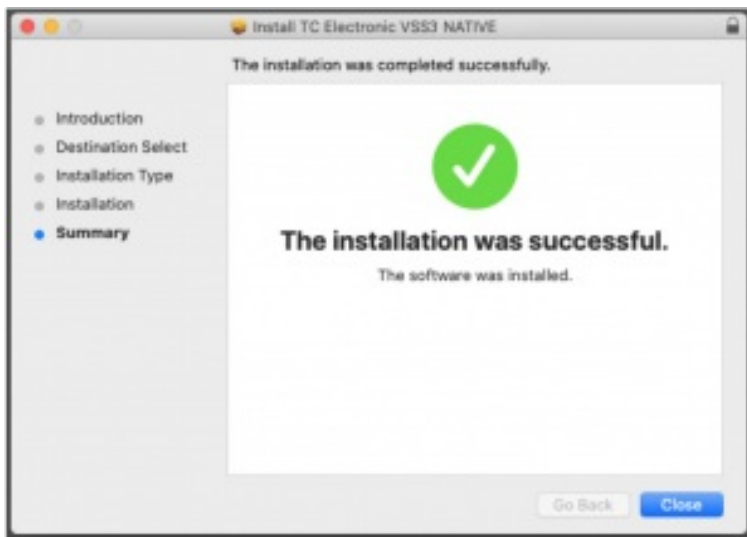 Install TC Electronic VSS3 NATIVE
The installation was completed successfully.
Introduction
Destination Select
Installation Type
Installation
Summary
The installation was successful.
The software was installed.
Go Back
Close